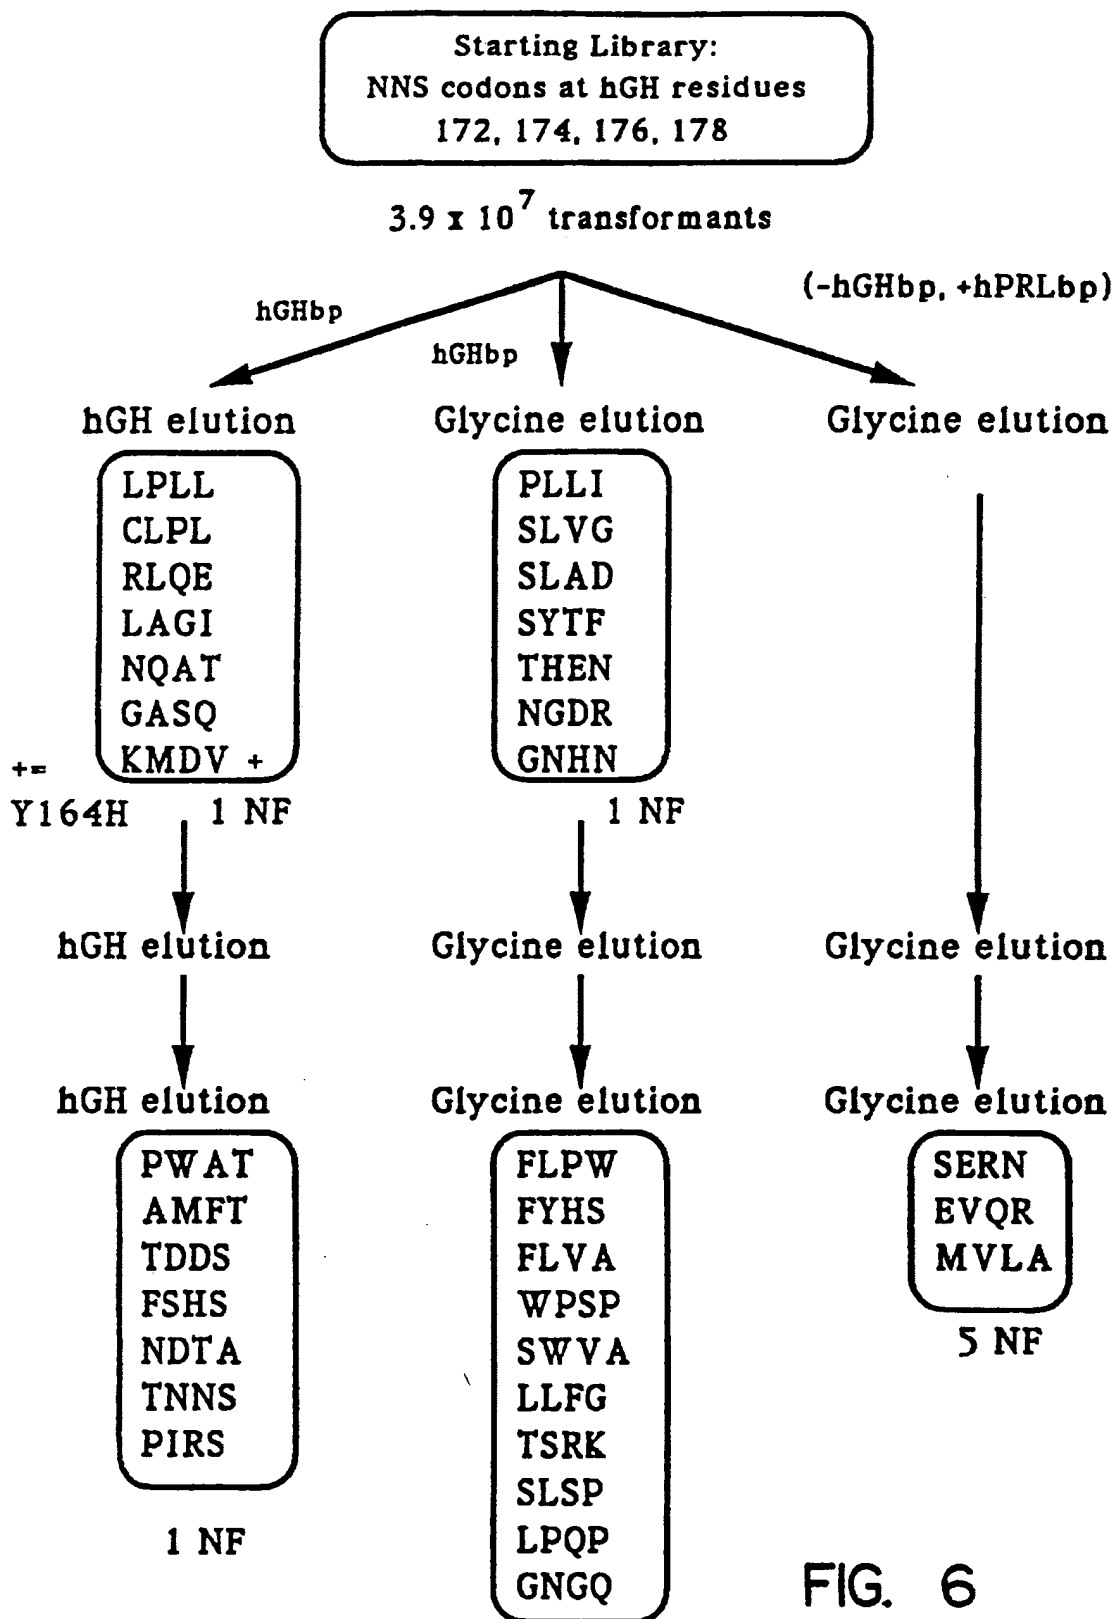 Starting Library:
NNS codons at hGH residues
172, 174, 176, 178
3.9 x 10^7 transformants
(-hGHbp, +hPRLbp)
hGHbp
hGHbp
hGH elution
Glycine elution
Glycine elution
LPLL
CLPL
RLQE
LAGI
NQAT
GASQ
KMDV +
+=
Y164H
1 NF
PLLI
SLVG
SLAD
SYTF
THEN
NGDR
GNHN
1 NF
hGH elution
Glycine elution
Glycine elution
hGH elution
Glycine elution
Glycine elution
PWAT
AMFT
TDDS
FSHS
NDTA
TNNS
PIRS
1 NF
FLPW
FYHS
FLVA
WPSP
SWVA
LLFG
TSRK
SLSP
LPQP
GNGQ
SERN
EVQR
MVLA
5 NF
FIG. 6